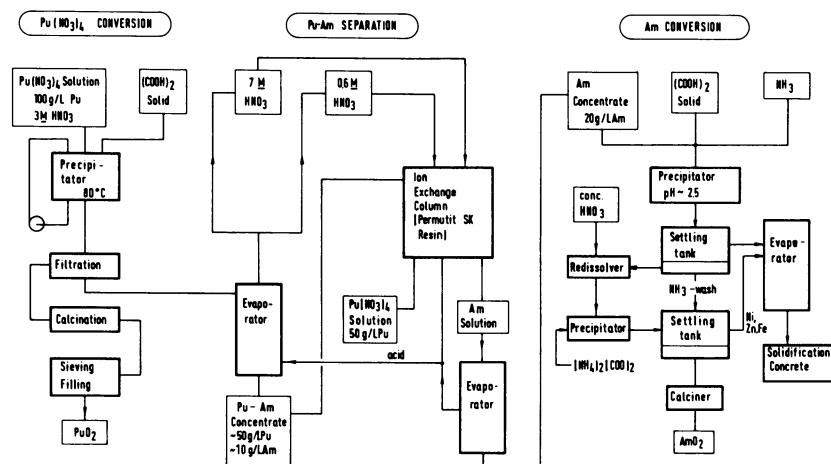 Pu(NO3)4 CONVERSION
Pu(NO3)4 Solution
100g/L Pu
3M HNO3
(COOH)2
Solid
Precipi-
tator
80°C
Filtration
Calcination
Sieving
Filling
PuO2
Pu-Am SEPARATION
7 M
HNO3
0,6 M
HNO3
Ion
Exchange
Column
[Permutit SK
Resin]
Evapo-
rator
Pu(NO3)4
Solution
50g/LPu
Am
Solution
acid
Evapo-
rator
Pu - Am
Concentrate
~50g/LPu
~10g/LAm
Am CONVERSION
Am
Concentrate
20g/LAm
(COOH)2
Solid
NH3
Precipitator
pH~ 2.5
conc.
HNO3
Settling
tank
Evapo-
rator
Redissolver
NH3-wash
Precipitator
Settling
tank
Ni,
Zn,Fe
(NH4)2(COO)2
Solidification
Concrete
Calciner
AmO2